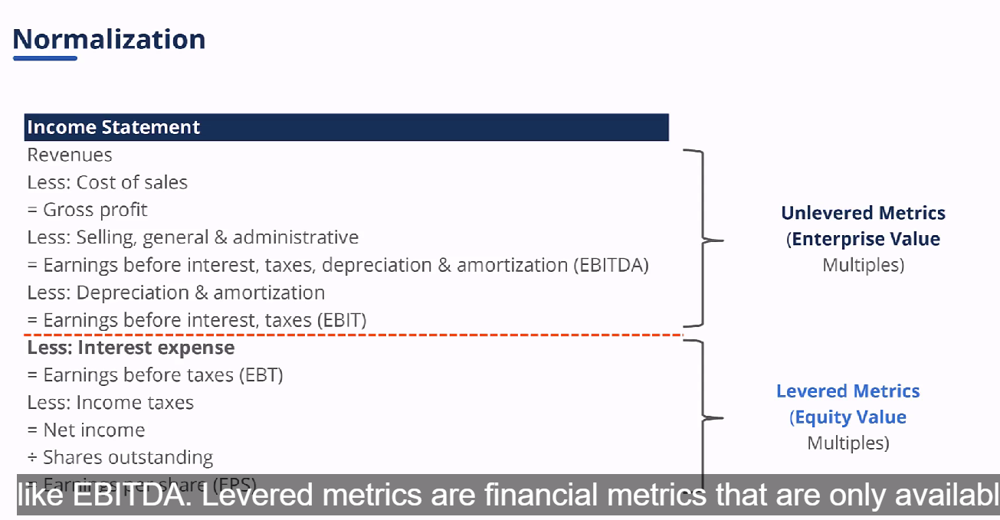 Normalization
Income Statement
Revenues
Less: Cost of sales
= Gross profit
Less: Selling, general & administrative
= Earnings before interest, taxes, depreciation & amortization (EBITDA)
Less: Depreciation & amortization
= Earnings before interest, taxes (EBIT)
Unlevered Metrics
(Enterprise Value
Multiples)
Less: Interest expense
= Earnings before taxes (EBT)
Less: Income taxes
= Net income
÷ Shares outstanding
= Earnings per share (EPS)
Levered Metrics
(Equity Value
Multiples)
like EBITDA. Levered metrics are financial metrics that are only availabl